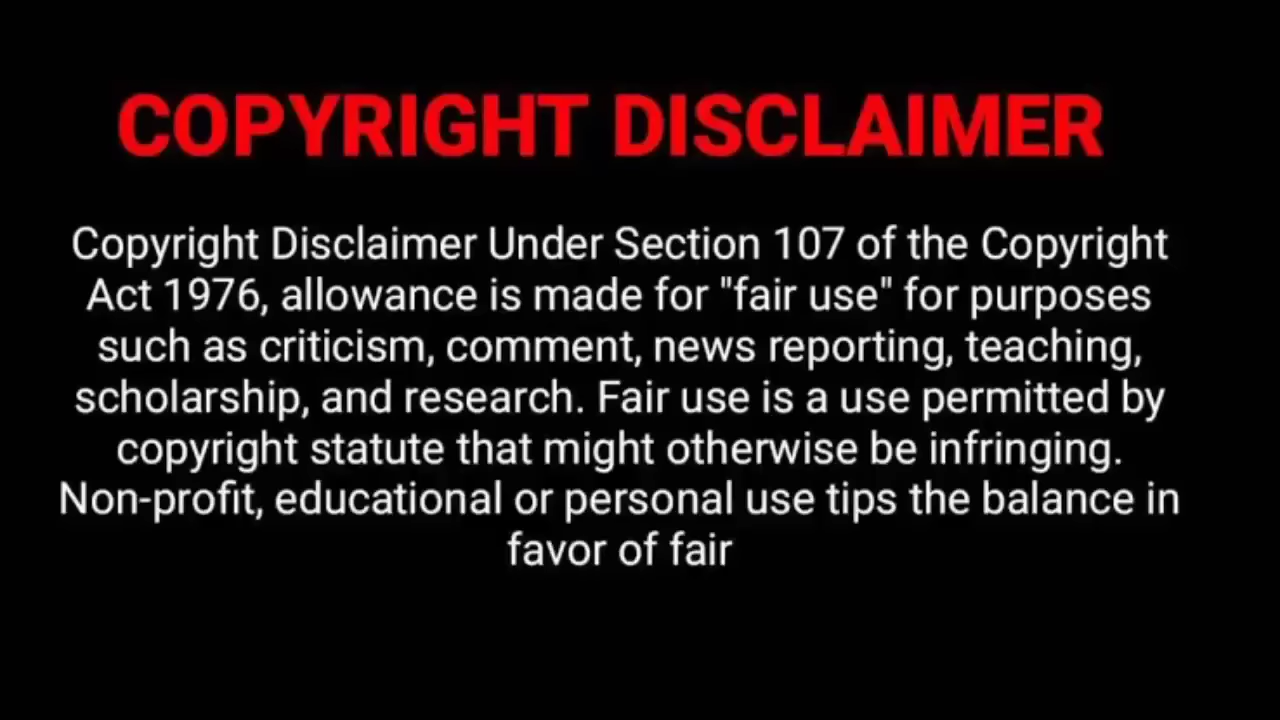 COPYRIGHT DISCLAIMER
Copyright Disclaimer Under Section 107 of the Copyright
Act 1976, allowance is made for "fair use" for purposes
such as criticism, comment, news reporting, teaching,
scholarship, and research. Fair use is a use permitted by
copyright statute that might otherwise be infringing.
Non-profit, educational or personal use tips the balance in
favor of fair